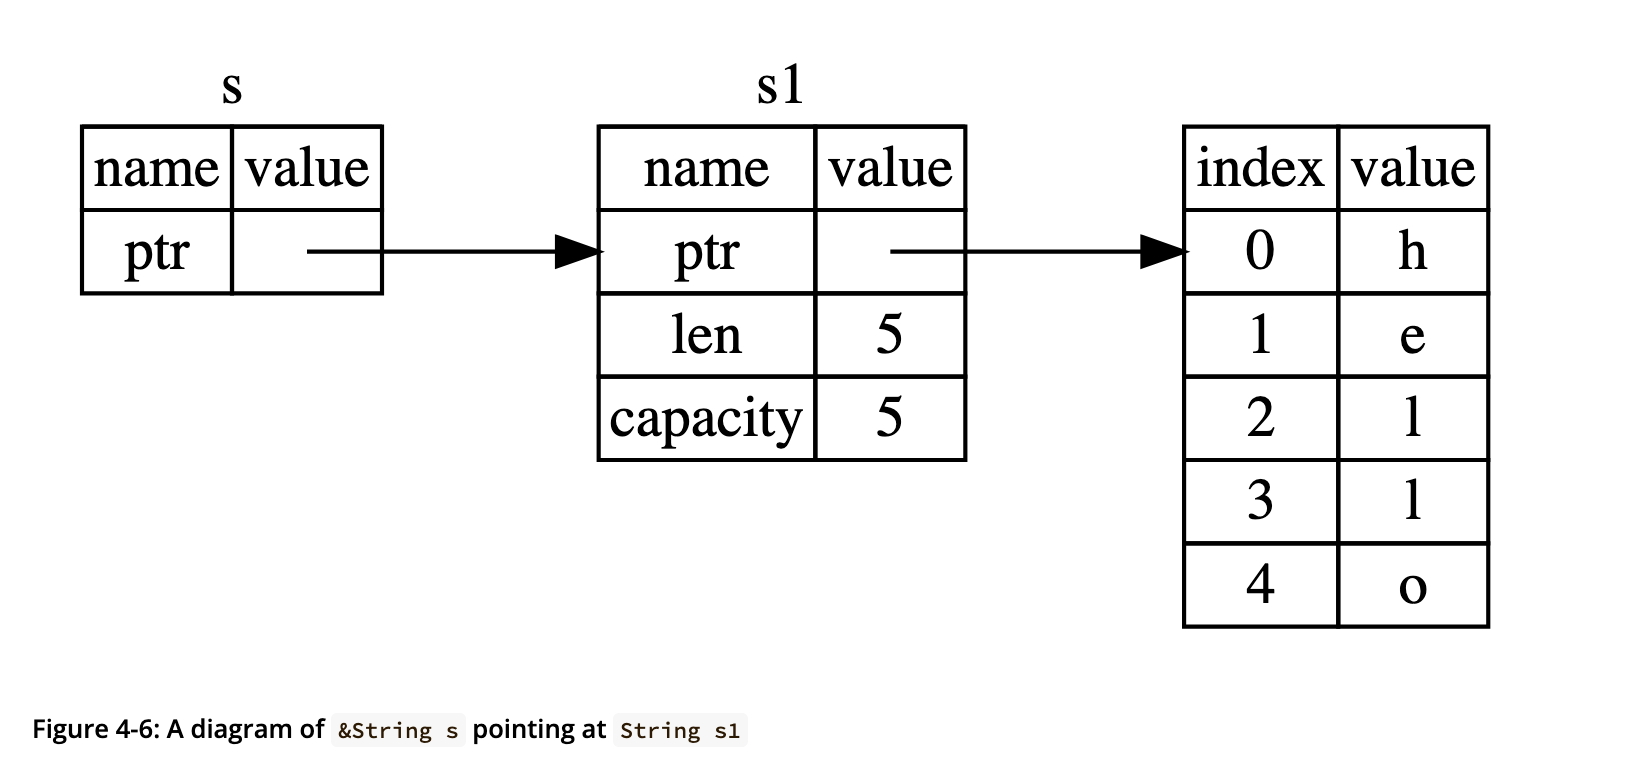 s s1
name value name value index value
ptr ptr 0 h
len 5 1 e
capacity 5 2 l
3 l
4 o
Figure 4-6: A diagram of &String s pointing at String s1